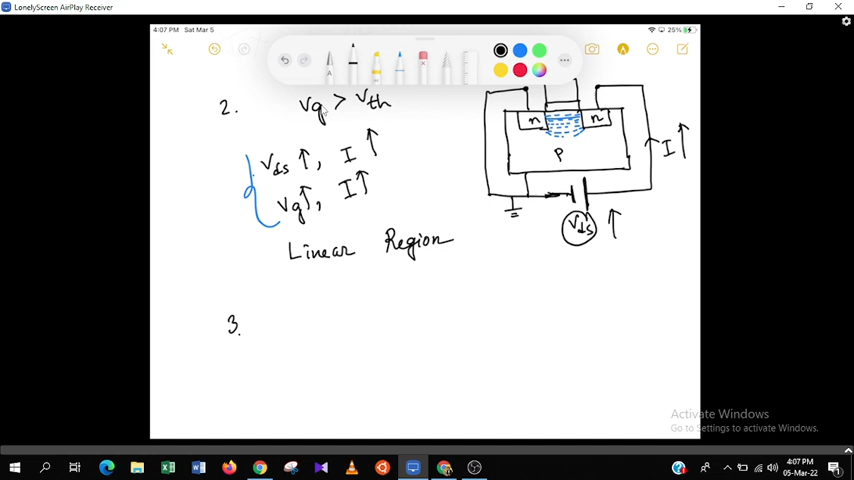 LonelyScreen AirPlay Receiver
4:07 PM Sat Mar 5
25%
2. Vg > Vth
Vds ↑, I ↑
Vg ↑, I ↑
Linear Region
3.
n n
P
I ↑
Vds ↑
A
Activate Windows
Go to Settings to activate Windows.
4:07 PM
05-Mar-22